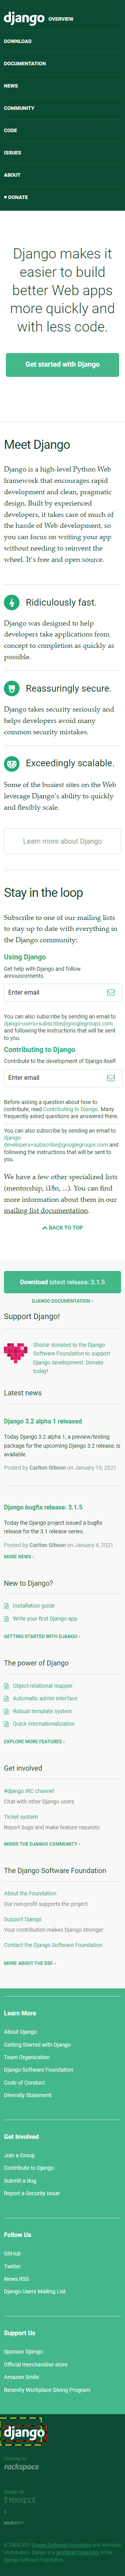 django OVERVIEW
DOWNLOAD
DOCUMENTATION
NEWS
COMMUNITY
CODE
ISSUES
ABOUT
♥ DONATE
Django makes it
easier to build
better Web apps
more quickly and
with less code.
Get started with Django
Meet Django
Django is a high-level Python Web
framework that encourages rapid
development and clean, pragmatic
design. Built by experienced
developers, it takes care of much of
the hassle of Web development, so
you can focus on writing your app
without needing to reinvent the
wheel. It's free and open source.
Ridiculously fast.
Django was designed to help
developers take applications from
concept to completion as quickly as
possible.
Reassuringly secure.
Django takes security seriously and
helps developers avoid many
common security mistakes.
Exceedingly scalable.
Some of the busiest sites on the Web
leverage Django's ability to quickly
and flexibly scale.
Learn more about Django
Stay in the loop
Subscribe to one of our mailing lists
to stay up to date with everything in
the Django community:
Using Django
Get help with Django and follow
announcements.
Enter email
You can also subscribe by sending an email to
django-users+subscribe@googlegroups.com
and following the instructions that will be sent
to you.
Contributing to Django
Contribute to the development of Django itself.
Enter email
Before asking a question about how to
contribute, read Contributing to Django. Many
frequently asked questions are answered there.
You can also subscribe by sending an email to
django-
developers+subscribe@googlegroups.com and
following the instructions that will be sent to
you.
We have a few other specialized lists
(mentorship, i18n, ...). You can find
more information about them in our
mailing list documentation.
BACK TO TOP
Download latest release: 3.1.5
DJANGO DOCUMENTATION ›
Support Django!
Shishir donated to the Django
Software Foundation to support
Django development. Donate
today!
Latest news
Django 3.2 alpha 1 released
Today Django 3.2 alpha 1, a preview/testing
package for the upcoming Django 3.2 release, is
available.
Posted by Carlton Gibson on January 19, 2021
Django bugfix release: 3.1.5
Today the Django project issued a bugfix
release for the 3.1 release series.
Posted by Carlton Gibson on January 4, 2021
MORE NEWS ›
New to Django?
Installation guide
Write your first Django app
GETTING STARTED WITH DJANGO ›
The power of Django
Object-relational mapper
Automatic admin interface
Robust template system
Quick internationalization
EXPLORE MORE FEATURES ›
Get involved
#django IRC channel
Chat with other Django users
Ticket system
Report bugs and make feature requests
INSIDE THE DJANGO COMMUNITY ›
The Django Software Foundation
About the Foundation
Our non-profit supports the project
Support Django
Your contribution makes Django stronger
Contact the Django Software Foundation
MORE ABOUT THE DSF ›
Learn More
About Django
Getting Started with Django
Team Organization
Django Software Foundation
Code of Conduct
Diversity Statement
Get Involved
Join a Group
Contribute to Django
Submit a Bug
Report a Security Issue
Follow Us
GitHub
Twitter
News RSS
Django Users Mailing List
Support Us
Sponsor Django
Official merchandise store
Amazon Smile
Benevity Workplace Giving Program
django
Hosting by
rackspace
Design by
threespot.
&
© 2005-2021 Django Software Foundation and individual
contributors. Django is a registered trademark of the
Django Software Foundation.